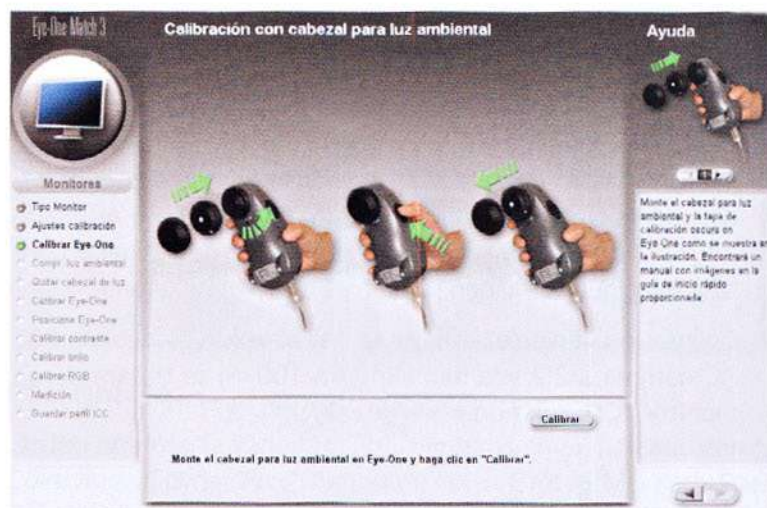 Eye-One Match 3
Calibración con cabezal para luz ambiental
Ayuda
Monitores
Tipo Monitor
Ajustes calibración
Calibrar Eye-One
Compr. luz ambiental
Quitar cabezal de luz
Calibrar Eye-One
Posicione Eye-One
Calibrar contraste
Calibrar brillo
Calibrar RGB
Medición
Guardar perfil ICC
Calibrar
Monte el cabezal para luz ambiental en Eye-One y haga clic en "Calibrar".
Monte el cabezal para luz
ambiental y la tapa de
calibración oscura en
Eye-One como se muestra en
la ilustración. Encontrará un
manual con imágenes en la
guía de inicio rápido
proporcionada